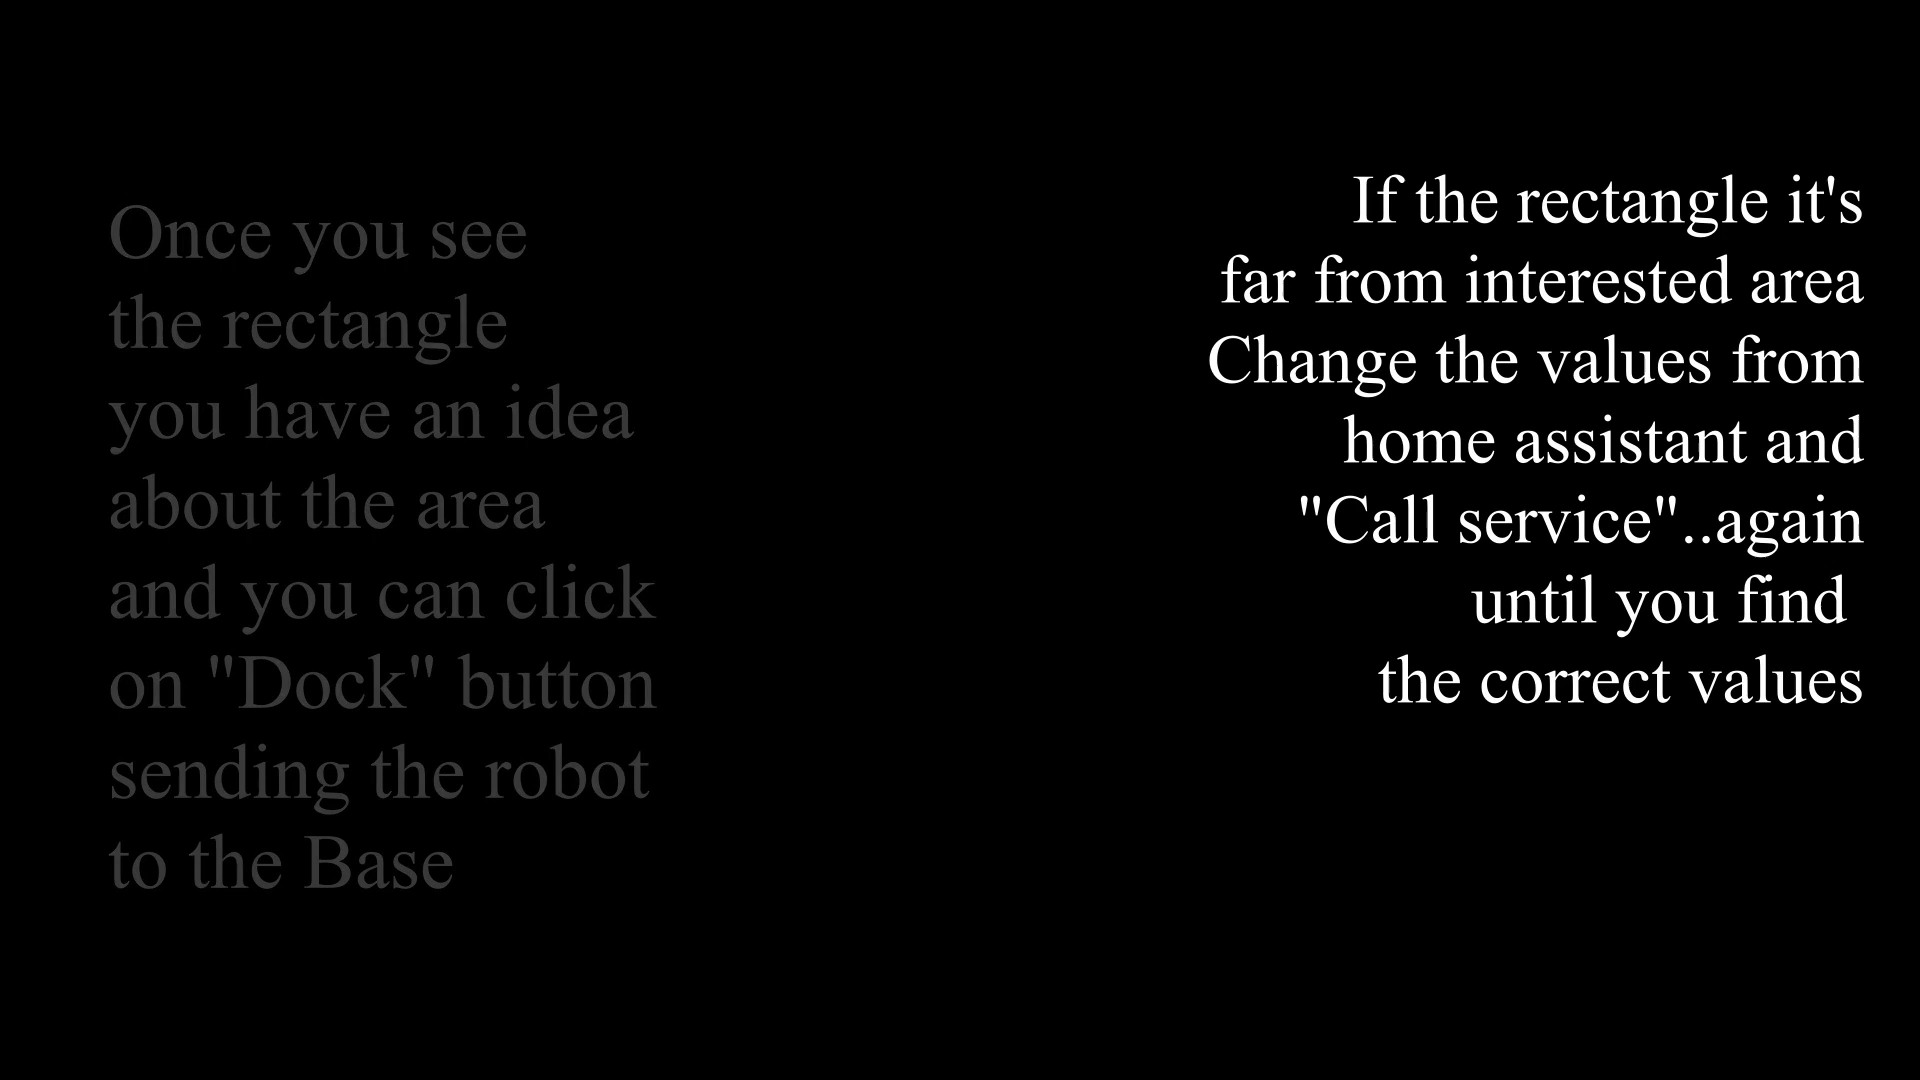 Once you see
the rectangle
you have an idea
about the area
and you can click
on "Dock" button
sending the robot
to the Base
If the rectangle it's
far from interested area
Change the values from
home assistant and
"Call service"..again
until you find
the correct values